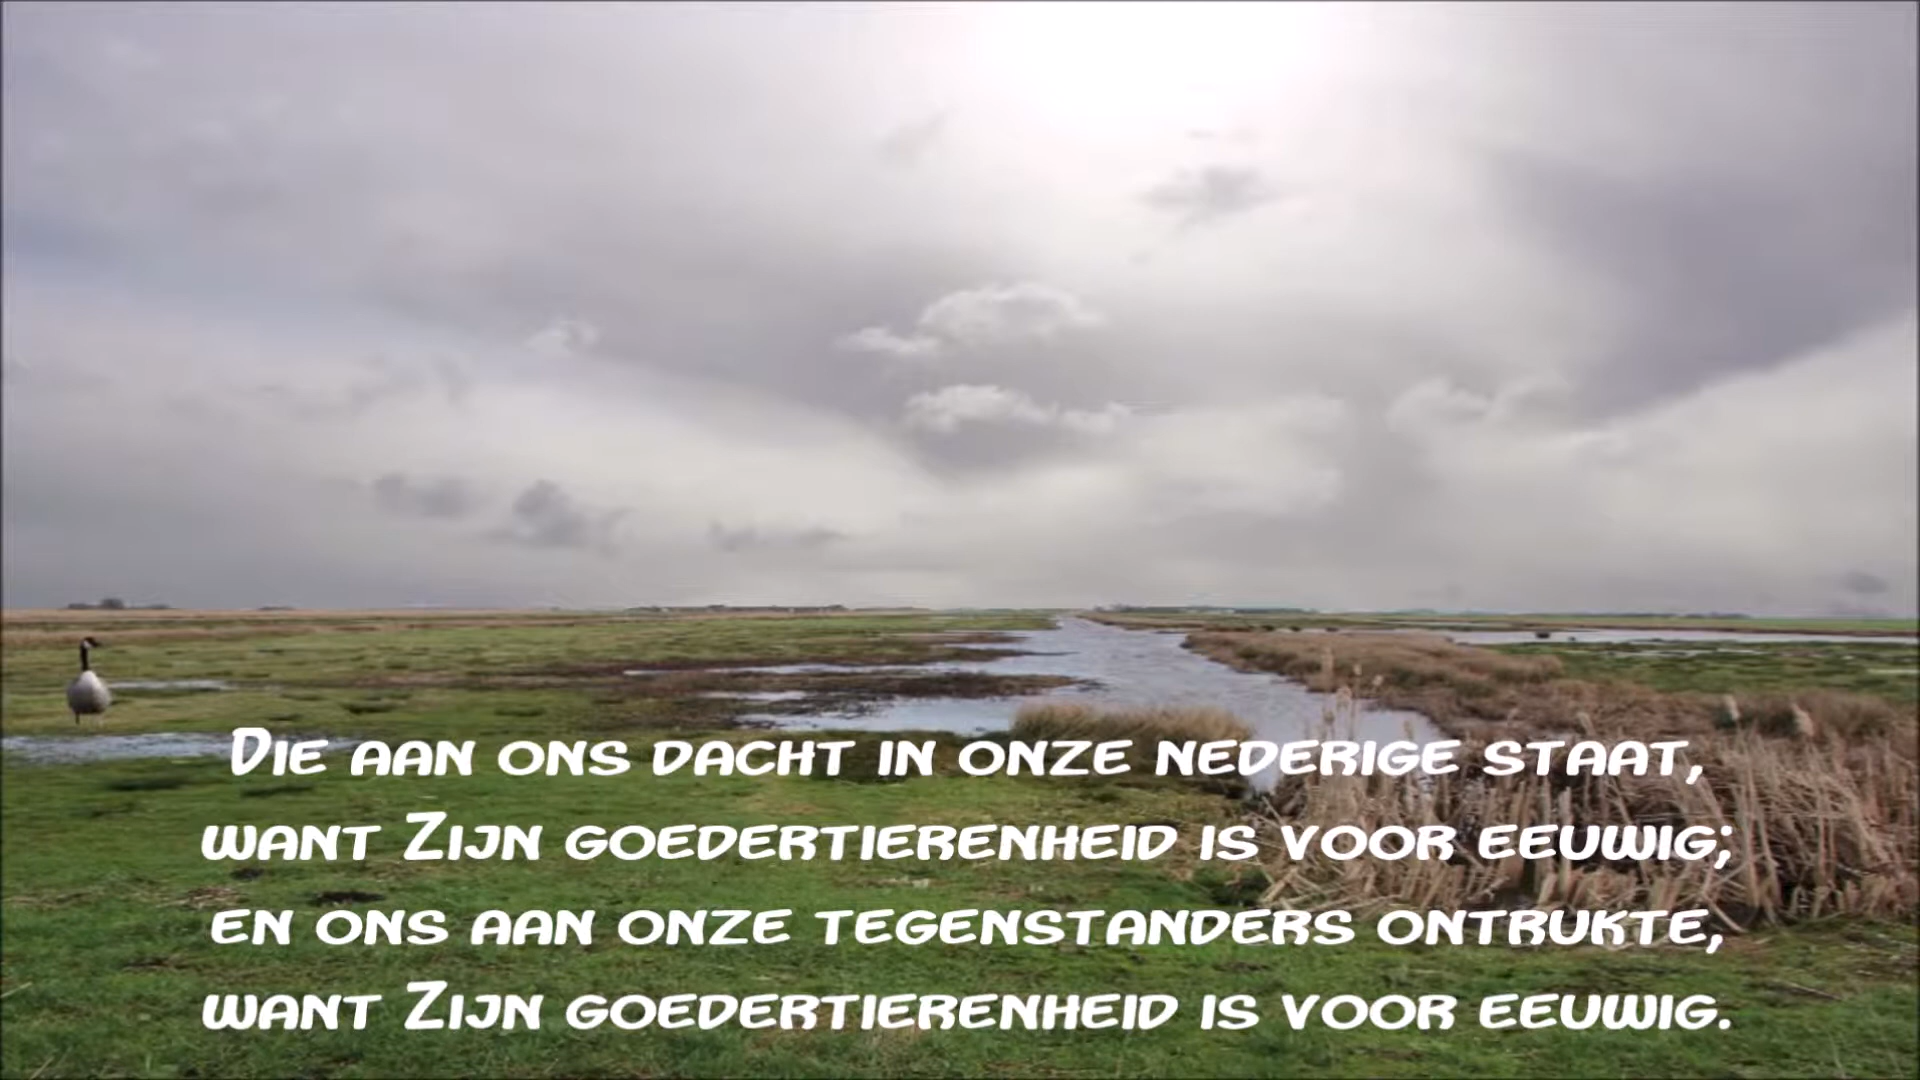 Die aan ons dacht in onze nederige staat,
want Zijn goedertierenheid is voor eeuwig;
en ons aan onze tegenstanders ontrukte,
want Zijn goedertierenheid is voor eeuwig.